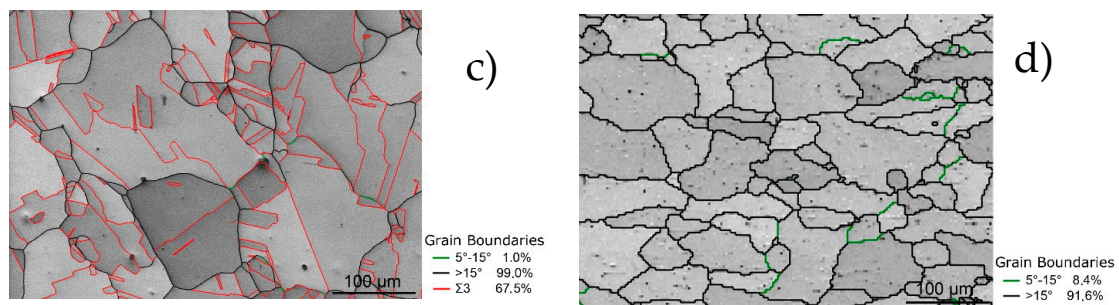 c)
100 µm
Grain Boundaries
5°-15° 1.0%
>15° 99,0%
Σ3 67.5%
d)
100 µm
Grain Boundaries
5°-15° 8,4%
>15° 91,6%